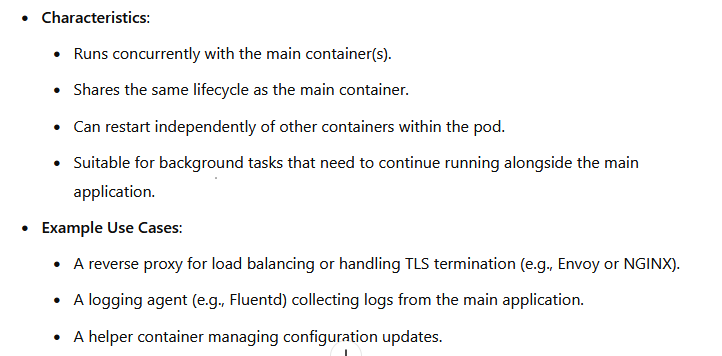 Characteristics:
Runs concurrently with the main container(s).
Shares the same lifecycle as the main container.
Can restart independently of other containers within the pod.
Suitable for background tasks that need to continue running alongside the main
application.
Example Use Cases:
A reverse proxy for load balancing or handling TLS termination (e.g., Envoy or NGINX).
A logging agent (e.g., Fluentd) collecting logs from the main application.
A helper container managing configuration updates.